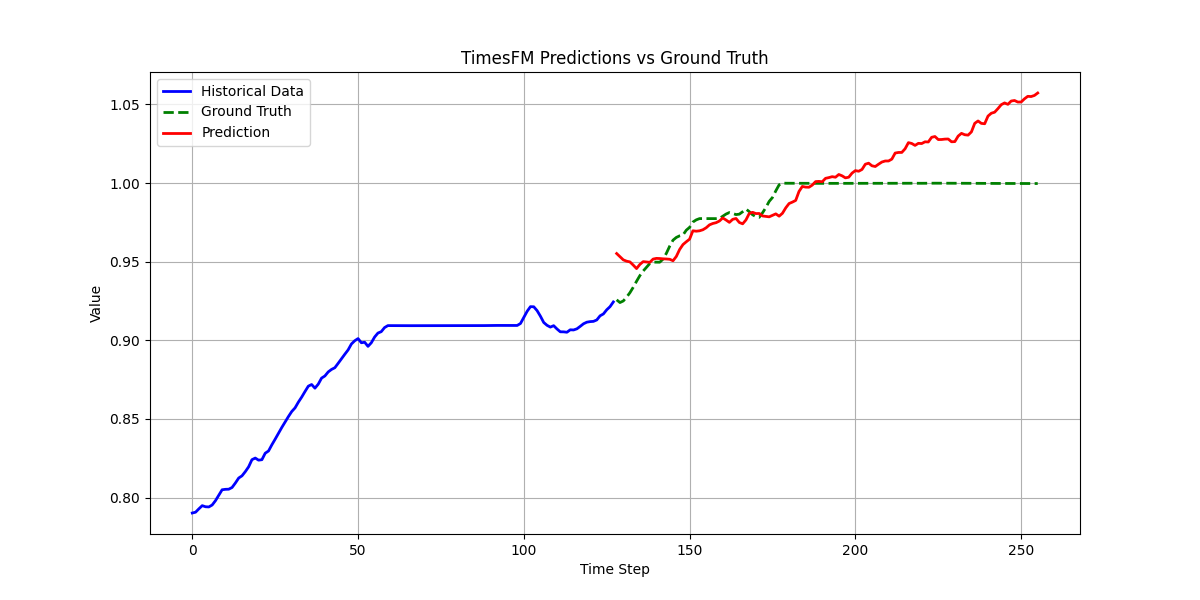 TimesFM Predictions vs Ground Truth
Historical Data
Ground Truth
Prediction
1.05
1.00
0.95
0.90
0.85
0.80
Value
0 50 100 150 200 250
Time Step